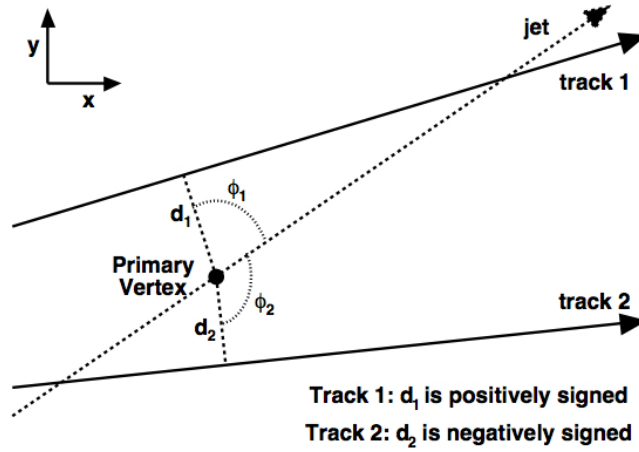 jet
y
x
track 1
ϕ1
d1
Primary
Vertex
ϕ2
track 2
d2
Track 1: d1 is positively signed
Track 2: d2 is negatively signed